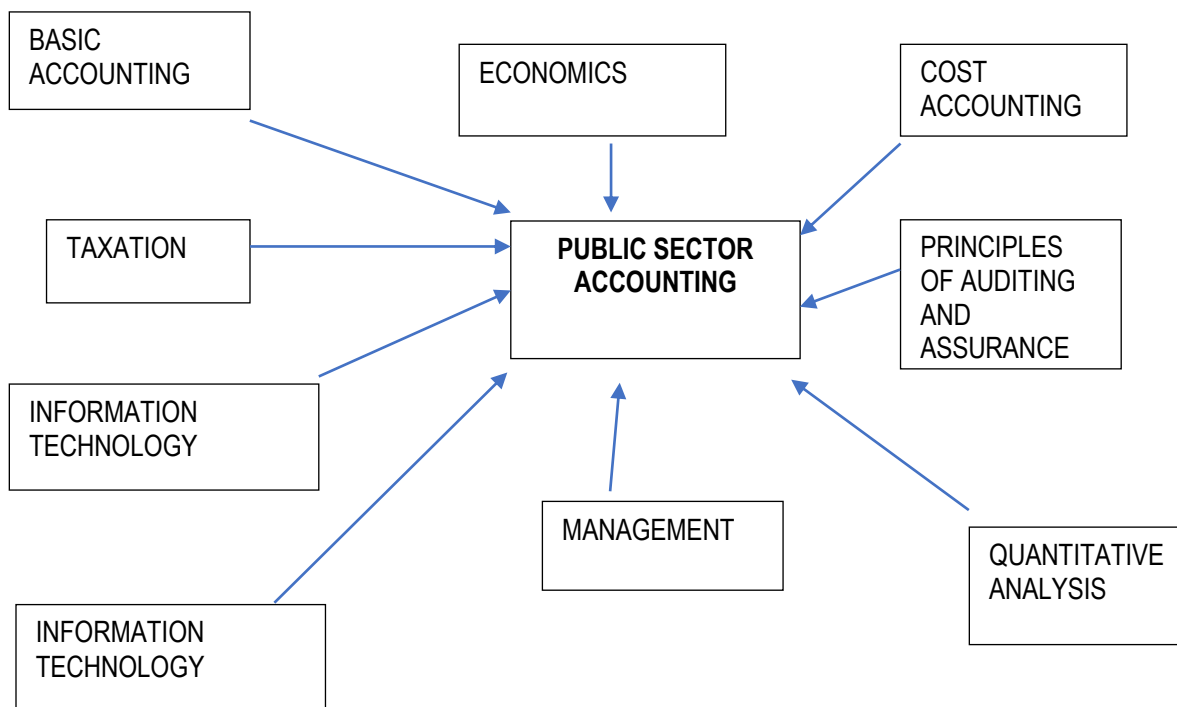 BASIC
ACCOUNTING
ECONOMICS
COST
ACCOUNTING
TAXATION
PUBLIC SECTOR
ACCOUNTING
PRINCIPLES
OF AUDITING
AND
ASSURANCE
INFORMATION
TECHNOLOGY
MANAGEMENT
QUANTITATIVE
ANALYSIS
INFORMATION
TECHNOLOGY